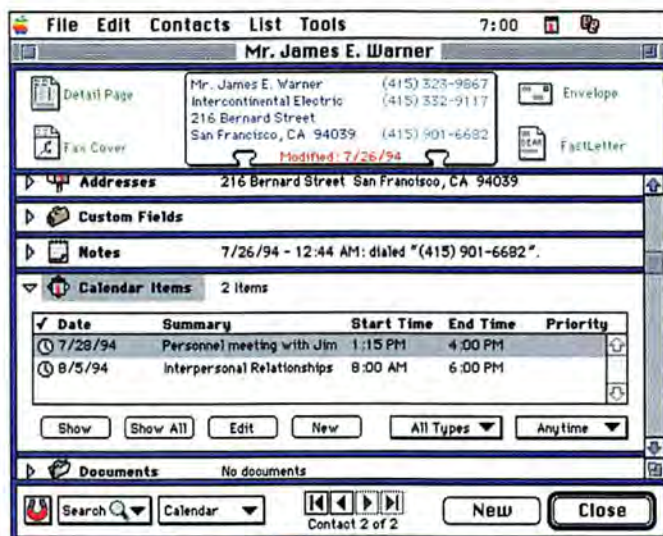 File Edit Contacts List Tools 7:00
Mr. James E. Warner
Detail Page
Fax Cover
Mr. James E. Warner (415) 323-9867
Intercontinental Electric (415) 332-9117
216 Bernard Street
San Francisco, CA 94039 (415) 901-6682
Modified: 7/26/94
Envelope
FactLetter
Addresses 216 Bernard Street San Francisco, CA 94039
Custom Fields
Notes 7/26/94 - 12:44 AM: dialed "(415) 901-6682".
Calendar Items 2 Items
✓ Date Summary Start Time End Time Priority
7/28/94 Personnel meeting with Jim 1:15 PM 4:00 PM
8/5/94 Interpersonal Relationships 8:00 AM 6:00 PM
Show Show All Edit New All Types Anytime
Documents No documents
Search Calendar New Close
Contact 2 of 2